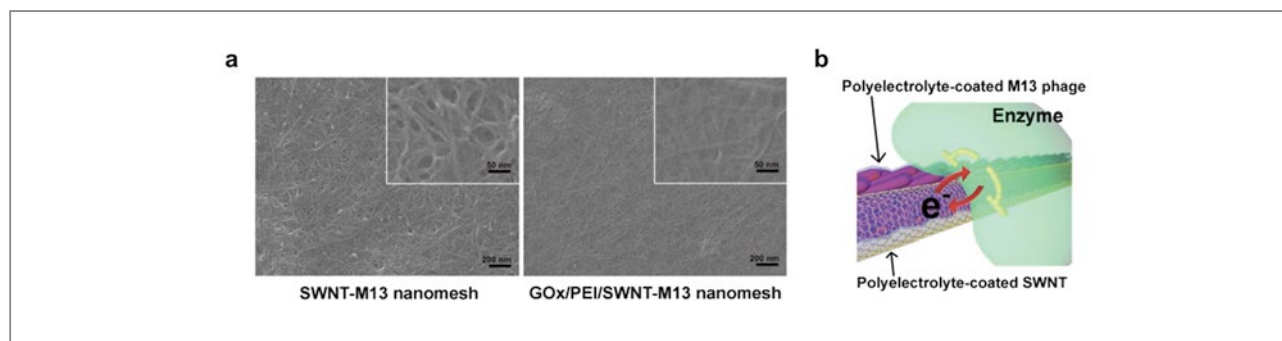 a
50 nm
200 nm
50 nm
200 nm
SWNT-M13 nanomesh
GOx/PEI/SWNT-M13 nanomesh
b
Polyelectrolyte-coated M13 phage
Enzyme
e-
Polyelectrolyte-coated SWNT